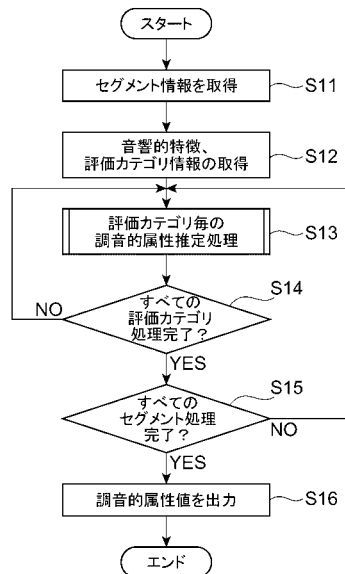 スタート
セグメント情報を取得
S11
音響的特徴、
評価カテゴリ情報の取得
S12
評価カテゴリ毎の
調音的属性推定処理
S13
すべての
評価カテゴリ
処理完了？
S14
NO
YES
すべての
セグメント処理
完了？
S15
NO
YES
調音的属性値を出力
S16
エンド